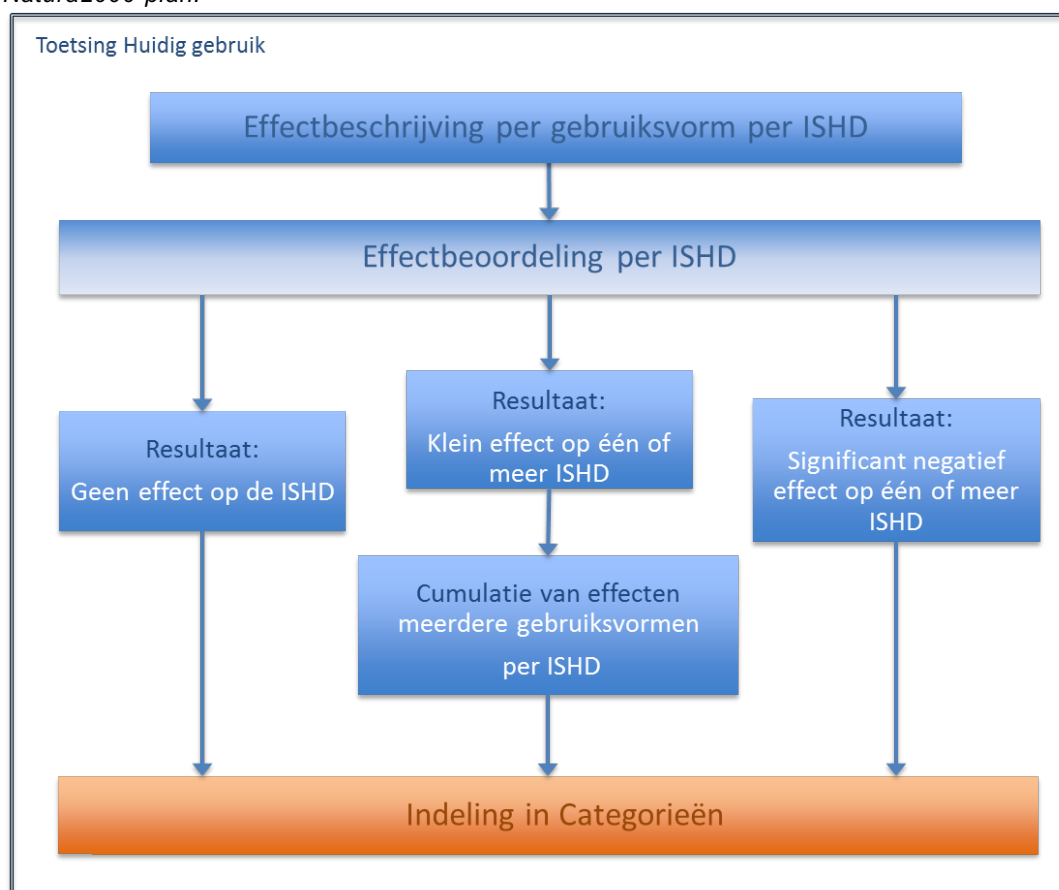 Natura2000-plan.
Toetsing Huidig gebruik
Effectbeschrijving per gebruiksvorm per ISHD
Effectbeoordeling per ISHD
Resultaat:
Geen effect op de ISHD
Resultaat:
Klein effect op één of
meer ISHD
Resultaat:
Significant negatief
effect op één of meer
ISHD
Cumulatie van effecten
meerdere gebruiksvormen
per ISHD
Indeling in Categorieën